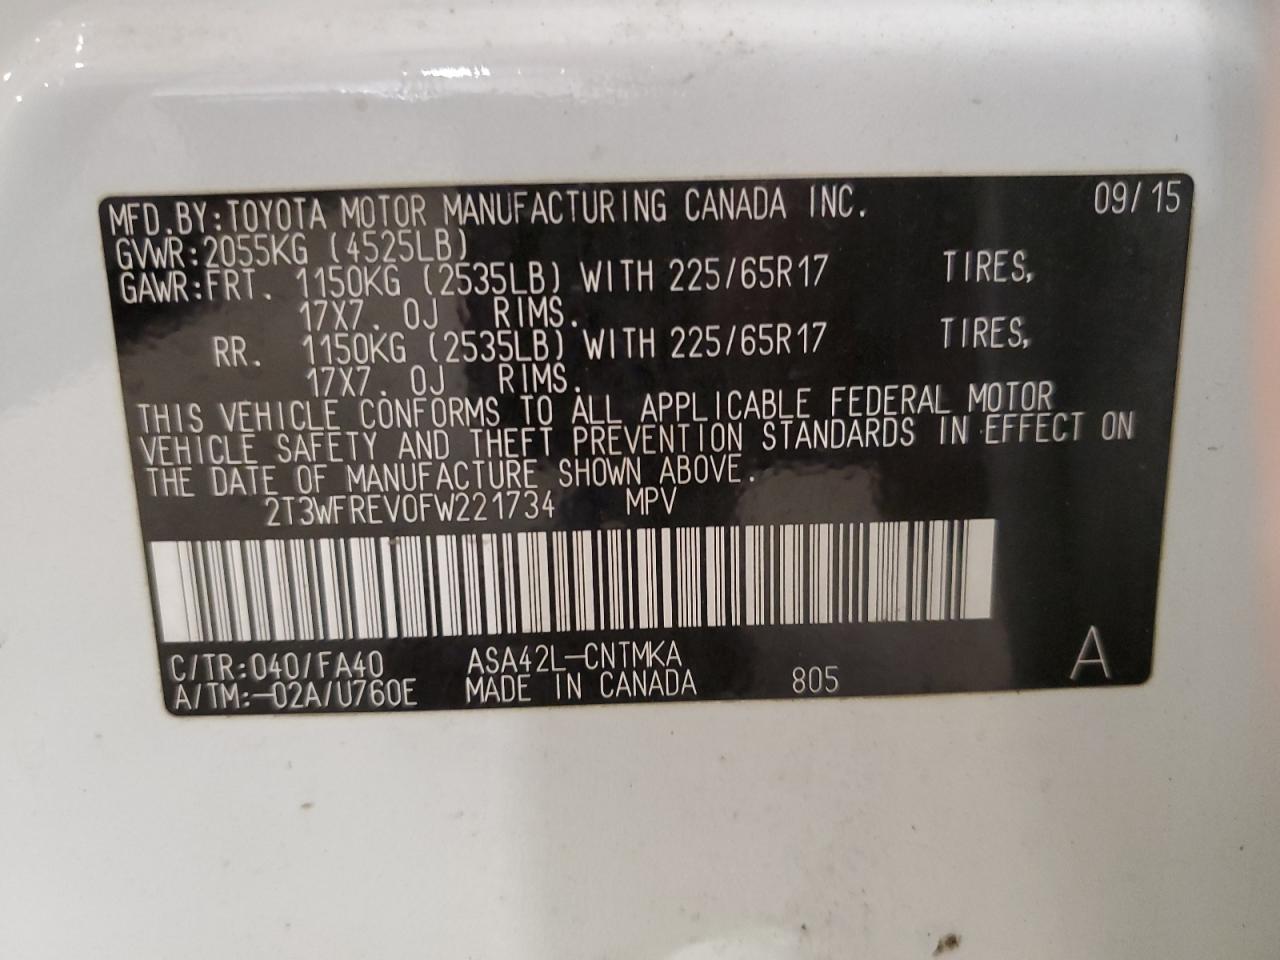 MFD.BY:TOYOTA MOTOR MANUFACTURING CANADA INC. 09/15
GVWR:2055KG (4525LB)
GAWR:FRT. 1150KG (2535LB) WITH 225/65R17 TIRES,
17X7.0J RIMS.
RR. 1150KG (2535LB) WITH 225/65R17 TIRES,
17X7.0J RIMS.
THIS VEHICLE CONFORMS TO ALL APPLICABLE FEDERAL MOTOR
VEHICLE SAFETY AND THEFT PREVENTION STANDARDS IN EFFECT ON
THE DATE OF MANUFACTURE SHOWN ABOVE.
2T3WFREV0FW221734 MPV
C/TR:040/FA40 ASA42L-CNTMKA A
A/TM:-02A/U760E MADE IN CANADA 805